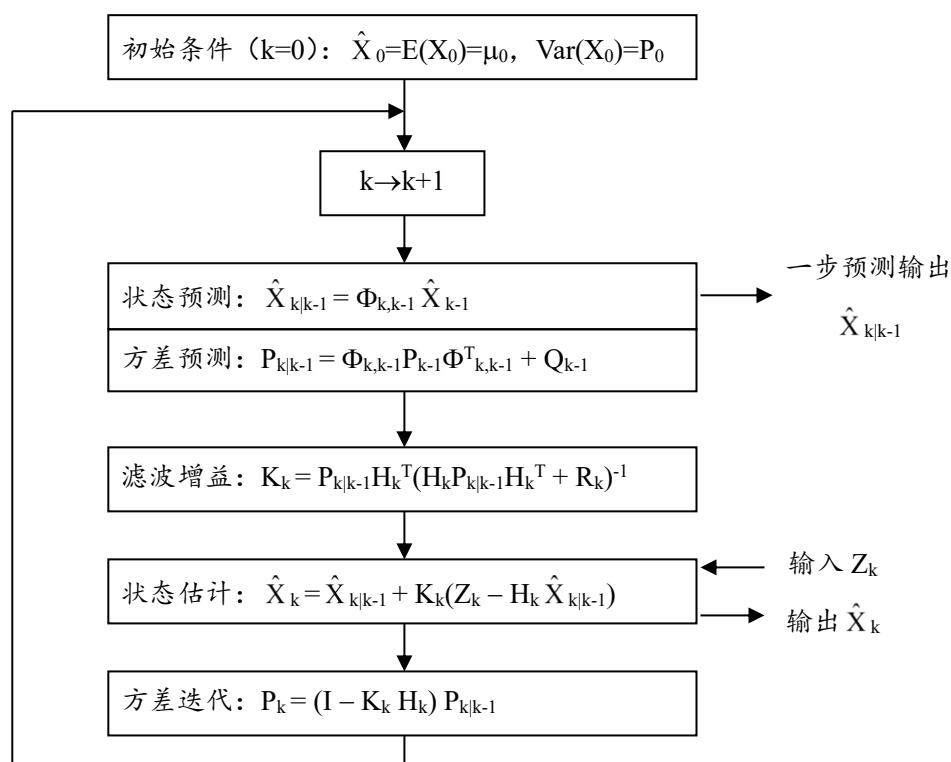 初始条件（k=0）：X̂₀=E(X₀)=μ₀，Var(X₀)=P₀
k→k+1
状态预测：X̂ₖ|ₖ₋₁ = Φₖ,ₖ₋₁ X̂ₖ₋₁
一步预测输出
X̂ₖ|ₖ₋₁
方差预测：Pₖ|ₖ₋₁ = Φₖ,ₖ₋₁Pₖ₋₁Φᵀₖ,ₖ₋₁ + Qₖ₋₁
滤波增益：Kₖ = Pₖ|ₖ₋₁Hₖᵀ(HₖPₖ|ₖ₋₁Hₖᵀ + Rₖ)⁻¹
输入 Zₖ
状态估计：X̂ₖ = X̂ₖ|ₖ₋₁ + Kₖ(Zₖ – Hₖ X̂ₖ|ₖ₋₁)
输出 X̂ₖ
方差迭代：Pₖ = (I – Kₖ Hₖ) Pₖ|ₖ₋₁